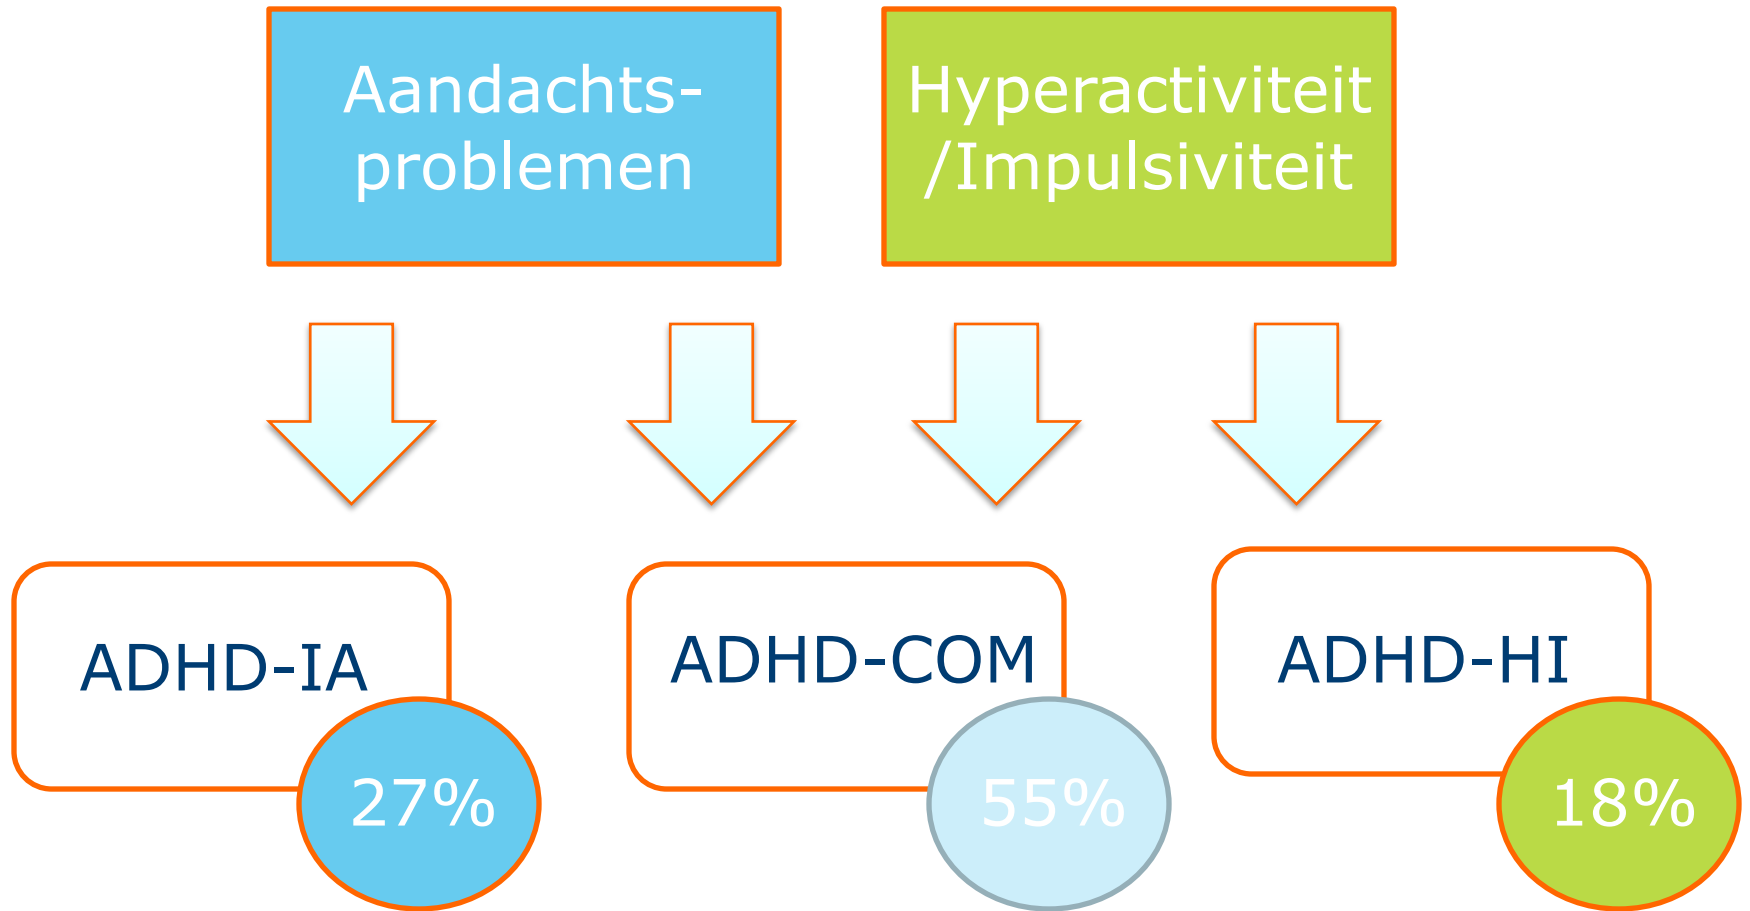 Aandachts-
problemen
Hyperactiviteit
/Impulsiviteit
ADHD-IA
27%
ADHD-COM
55%
ADHD-HI
18%